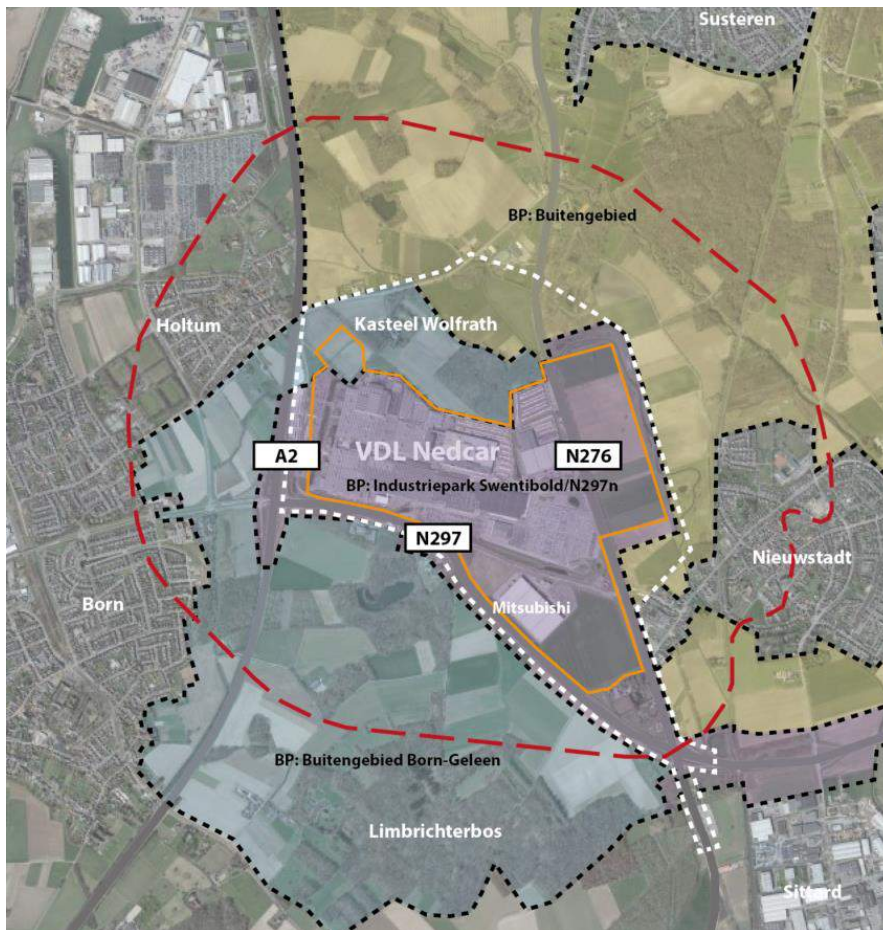 Susteren
BP: Buitengebied
Holtum
Kasteel Wolfrath
VDL Nedcar
A2
N276
BP: Industriepark Swentibold/N297n
N297
Nieuwstadt
Born
Mitsubishi
BP: Buitengebied Born-Geleen
Limbrichterbos
Sittard